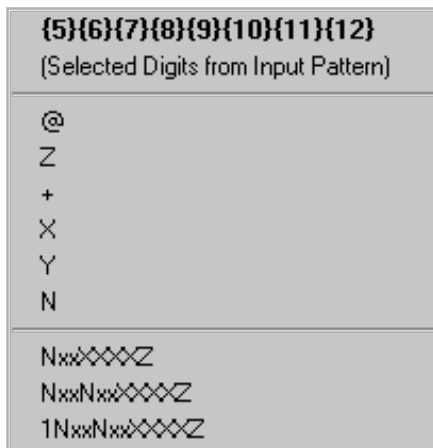 {5}{6}{7}{8}{9}{10}{11}{12}
(Selected Digits from Input Pattern)
@
Z
+
X
Y
N
NxxXXXXZ
NxxNxxXXXXZ
1NxxNxxXXXXZ